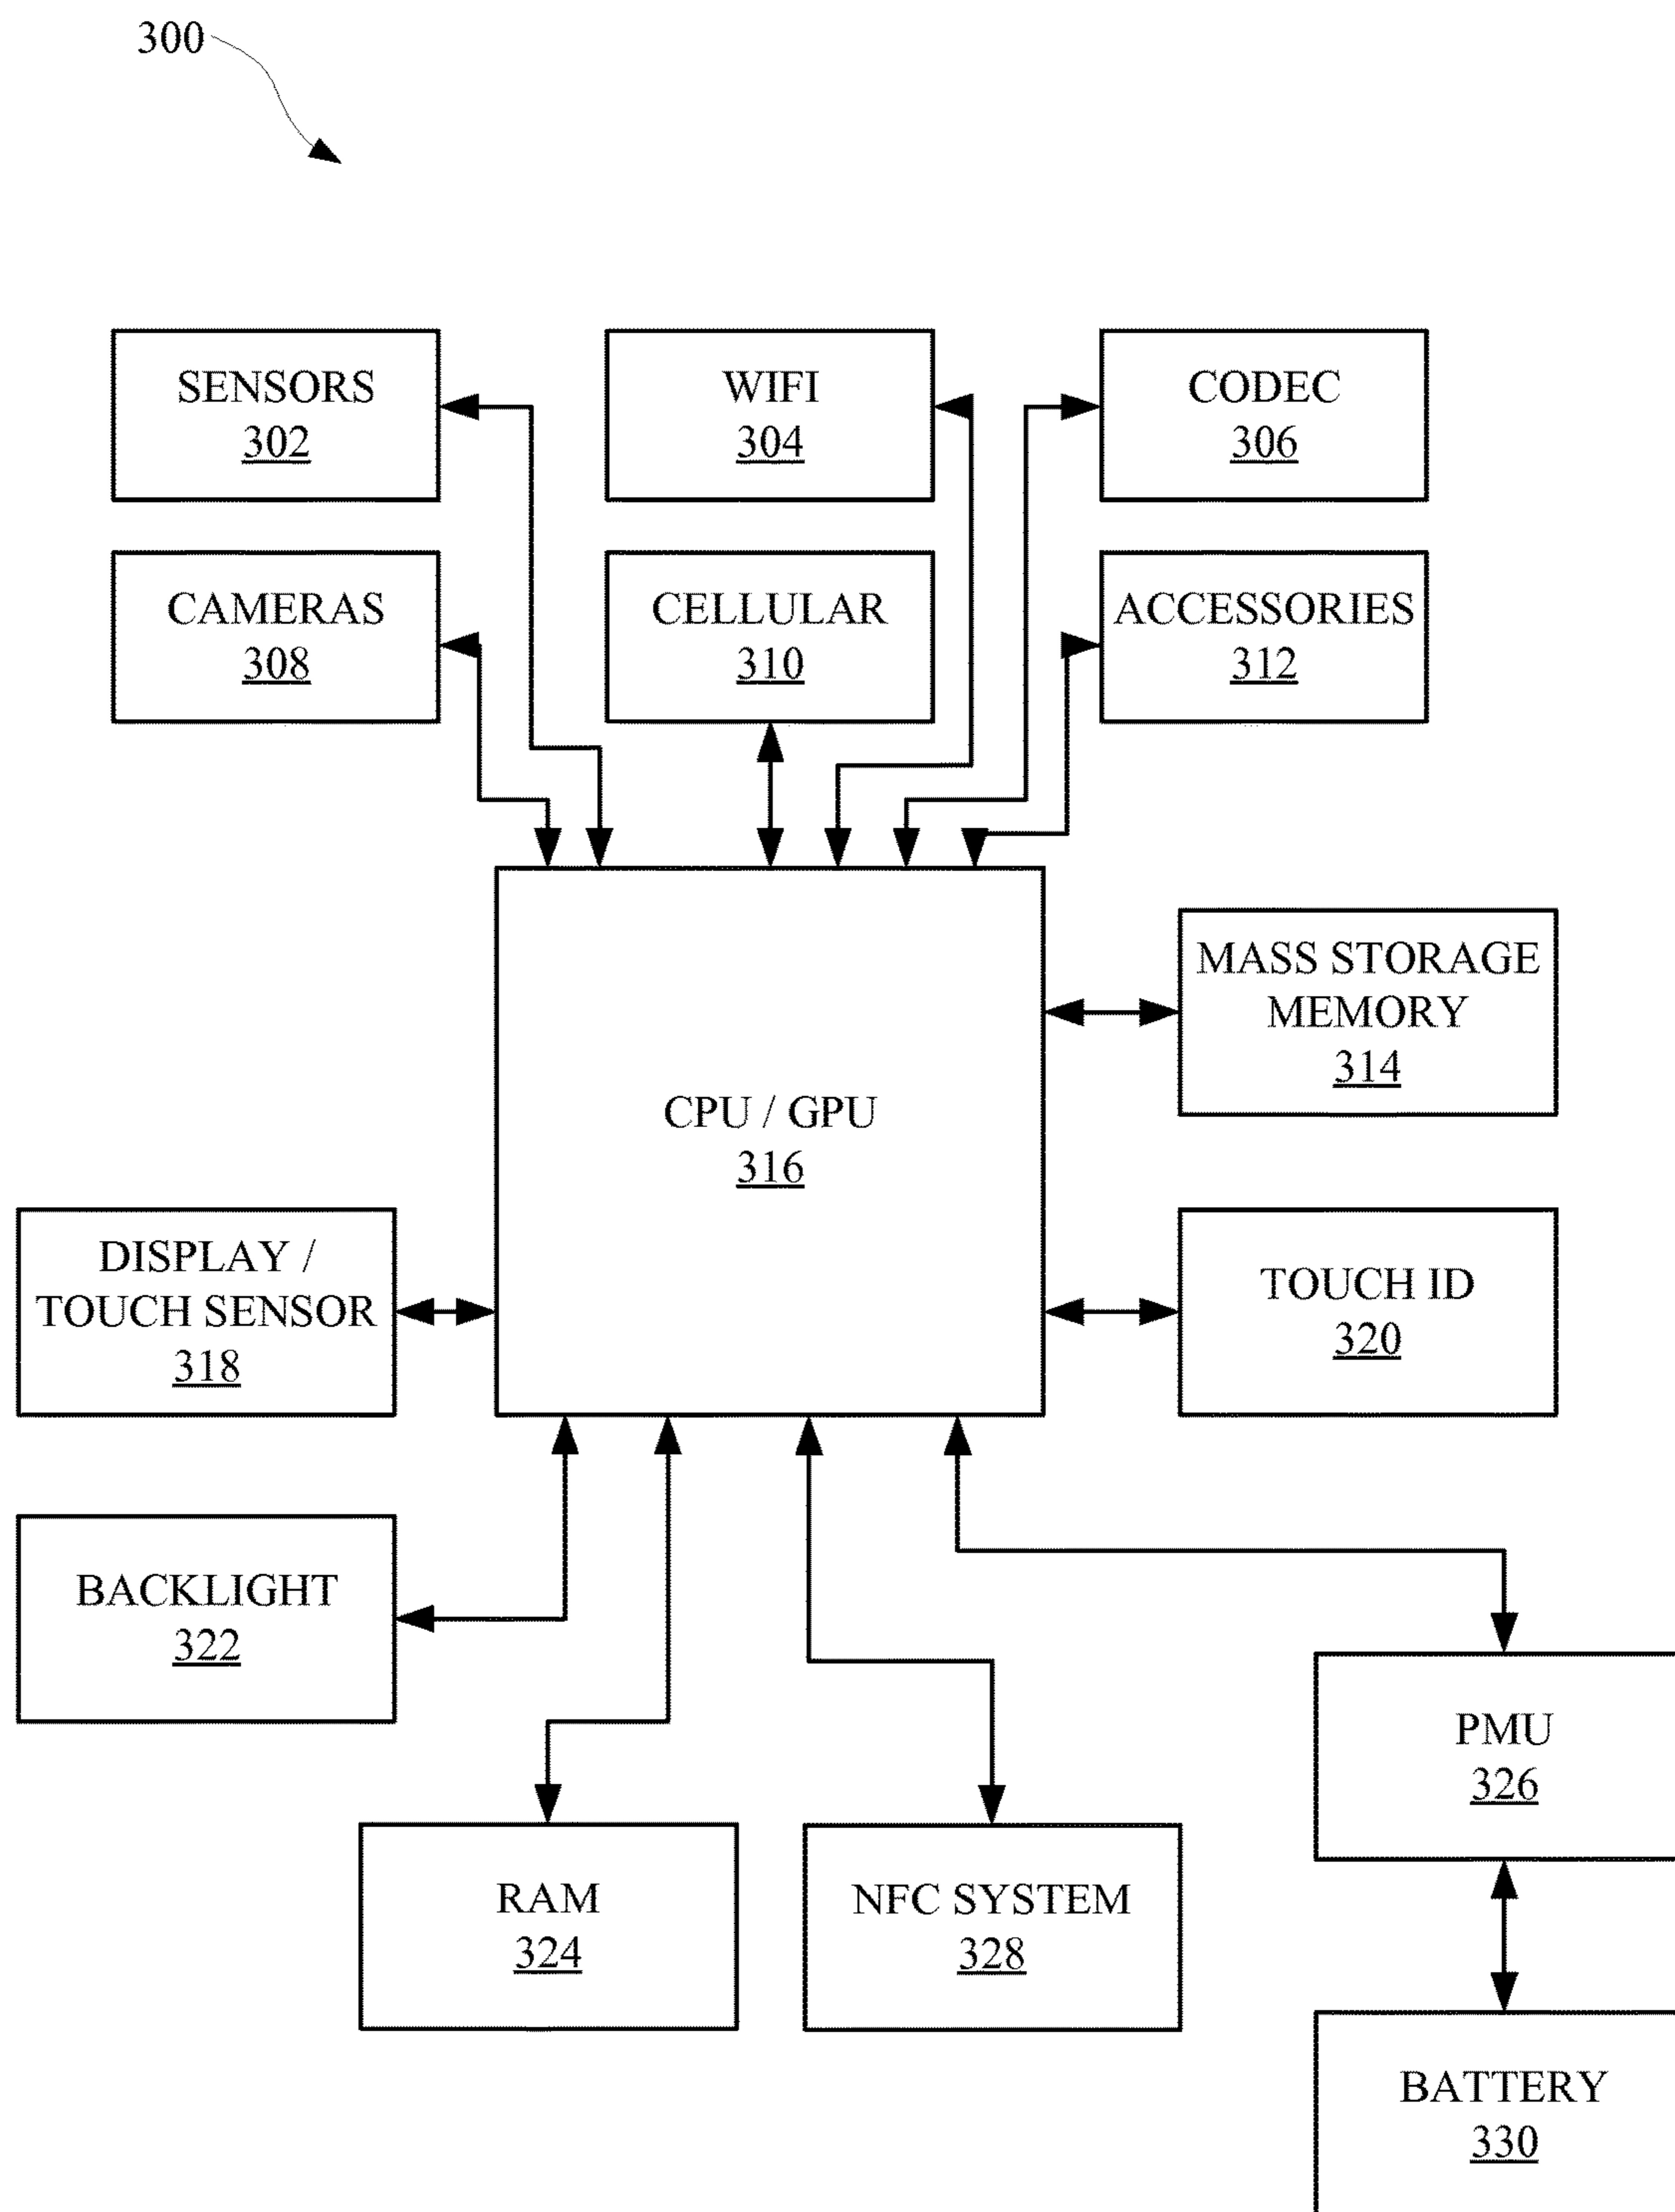 300
SENSORS
302
WIFI
304
CODEC
306
CAMERAS
308
CELLULAR
310
ACCESSORIES
312
MASS STORAGE
MEMORY
314
CPU / GPU
316
DISPLAY /
TOUCH SENSOR
318
TOUCH ID
320
BACKLIGHT
322
PMU
326
RAM
324
NFC SYSTEM
328
BATTERY
330